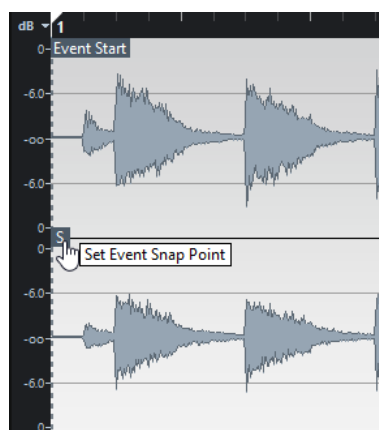 dB 1
0 Event Start
-6.0
-oo
-6.0
0
S
0
Set Event Snap Point
-6.0
-oo
-6.0
0